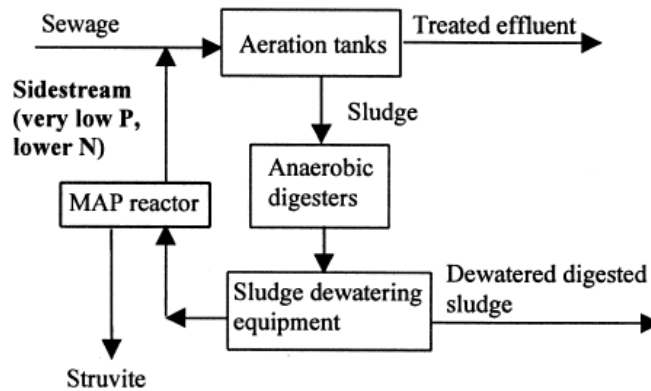 Sewage
Aeration tanks
Treated effluent
Sidestream
(very low P,
lower N)
Sludge
Anaerobic
digesters
MAP reactor
Sludge dewatering
equipment
Dewatered digested
sludge
Struvite